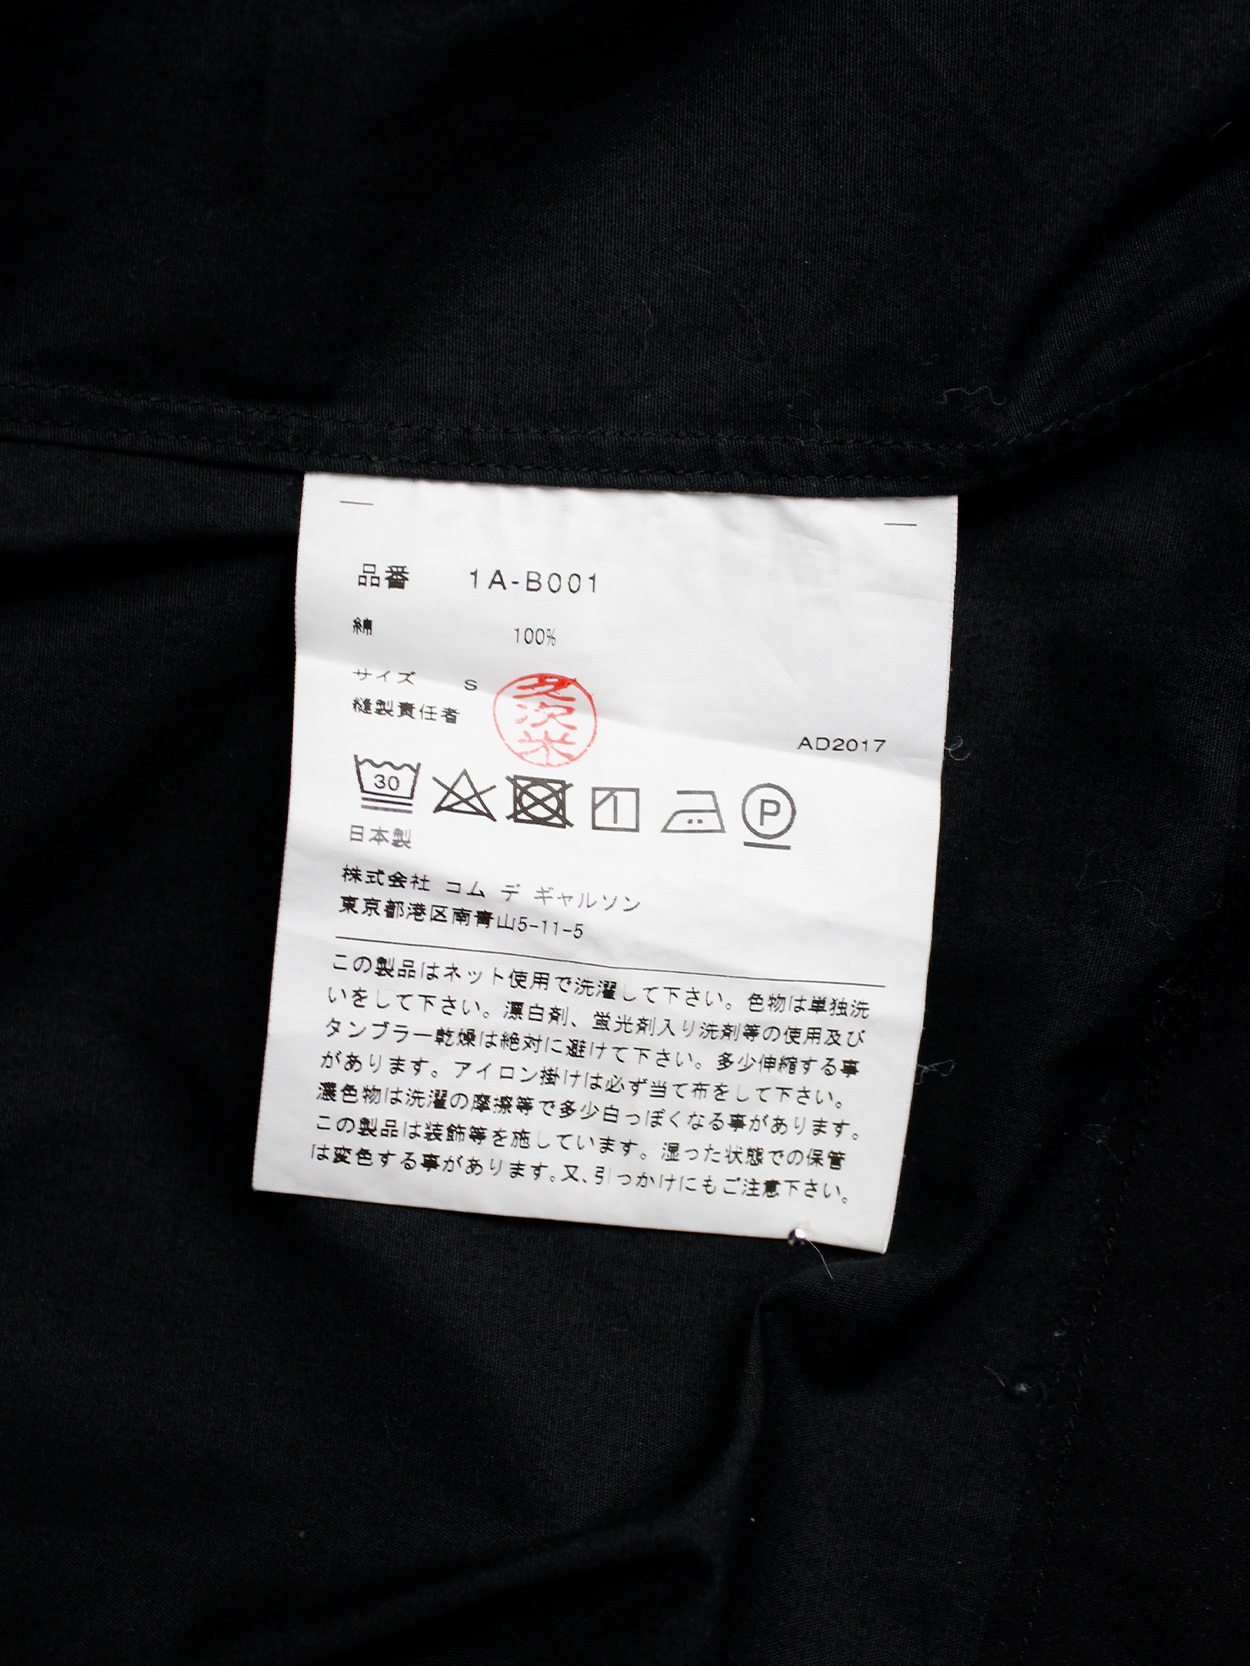 品番 1A-B001
綿 100%
サイズ S
縫製責任者 久次米
AD2017
30 P
日本製
株式会社 コム デ ギャルソン
東京都港区南青山5-11-5
この製品はネット使用で洗濯して下さい。色物は単独洗
いをして下さい。漂白剤、蛍光剤入り洗剤等の使用及び
タンブラー乾燥は絶対に避けて下さい。多少伸縮する事
があります。アイロン掛けは必ず当て布をして下さい。
濃色物は洗濯の摩擦等で多少白っぽくなる事があります。
この製品は装飾等を施しています。湿った状態での保管
は変色する事があります。又、引っかけにもご注意下さい。